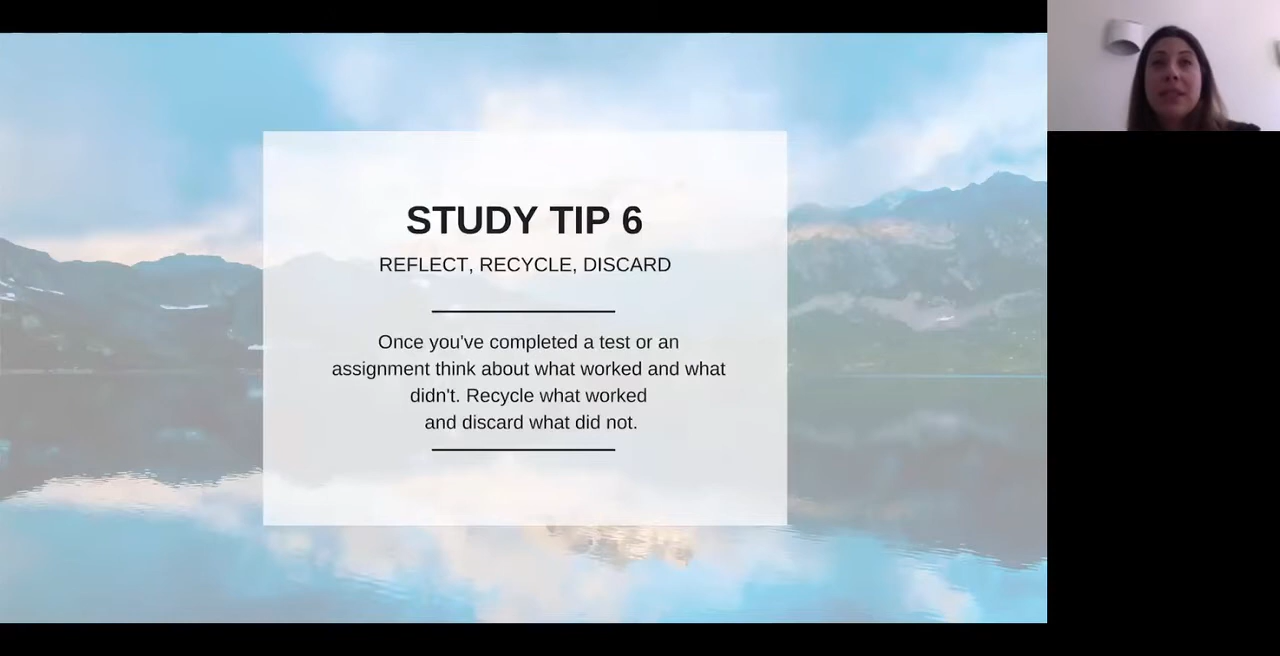 STUDY TIP 6
REFLECT, RECYCLE, DISCARD
Once you've completed a test or an
assignment think about what worked and what
didn't. Recycle what worked
and discard what did not.